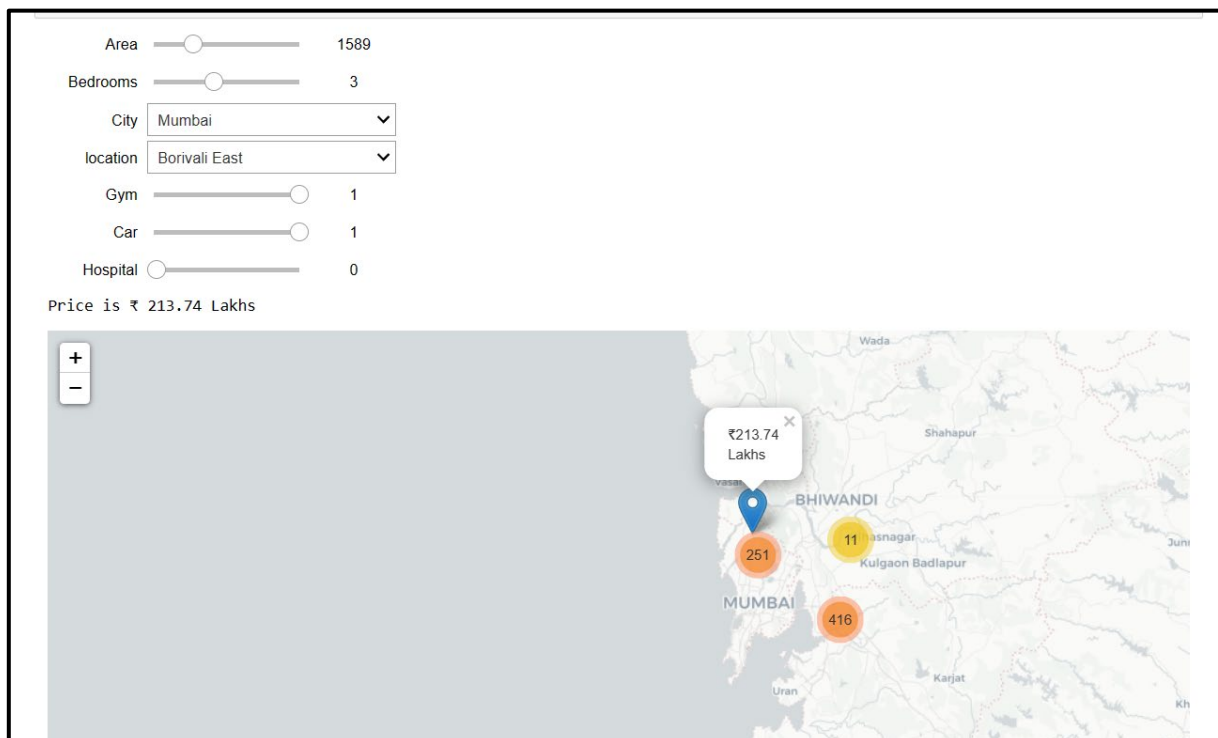 Area 1589
Bedrooms 3
City Mumbai
location Borivali East
Gym 1
Car 1
Hospital 0
Price is ₹ 213.74 Lakhs
+
−
Wada
₹213.74
Lakhs
×
Shahapur
Vasai
BHIWANDI
11
251
Kulgaon Badlapur
MUMBAI
416
Karjat
Uran